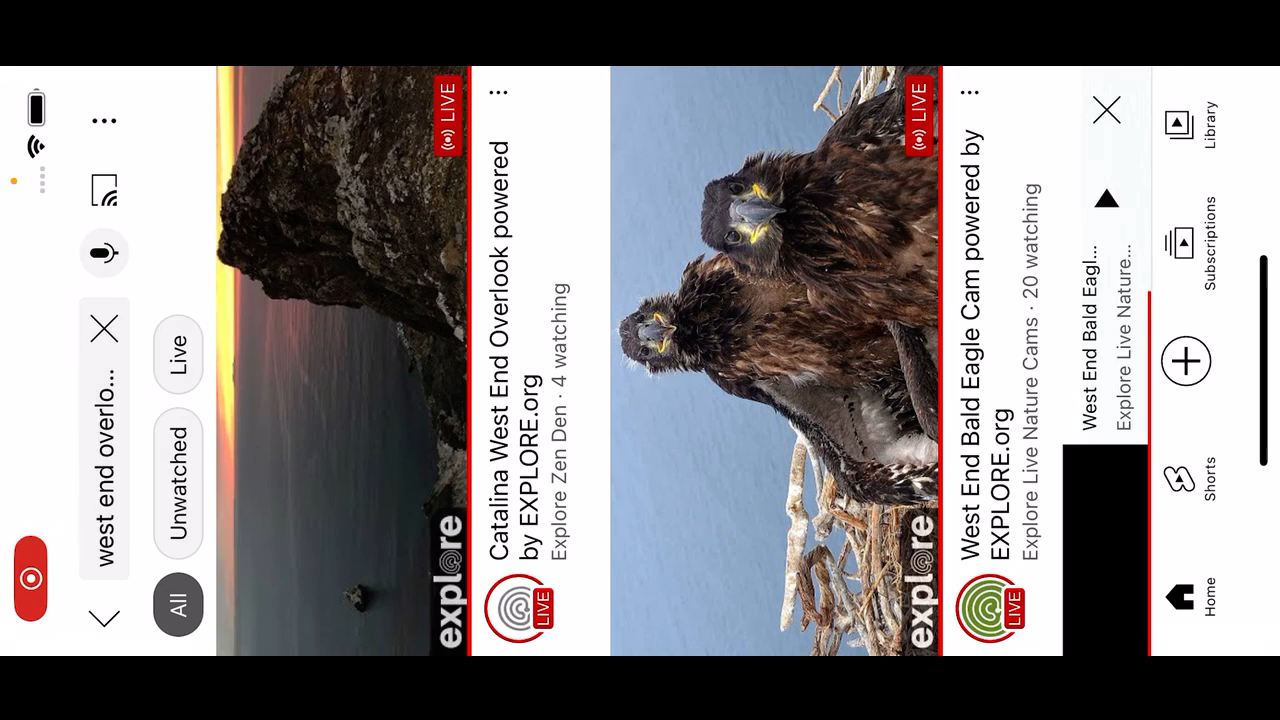 west end overlo...
All
Unwatched
Live
explore
LIVE
LIVE
Catalina West End Overlook powered
by EXPLORE.org
Explore Zen Den · 4 watching
explore
LIVE
LIVE
West End Bald Eagle Cam powered by
EXPLORE.org
Explore Live Nature Cams · 20 watching
West End Bald Eagl...
Explore Live Nature...
Home
Shorts
Subscriptions
Library